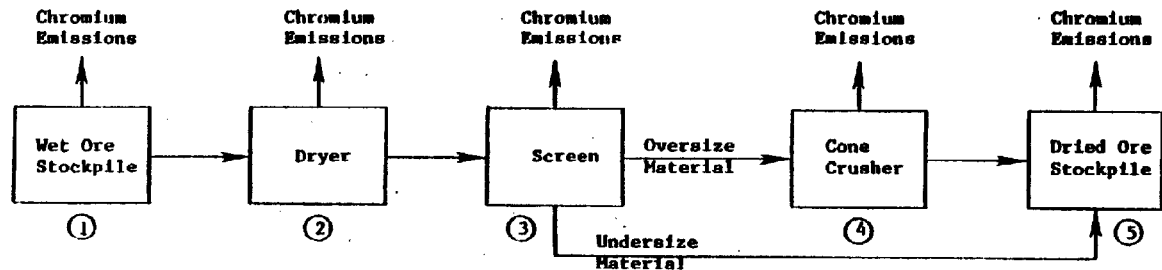 Chromium
Emissions
Chromium
Emissions
Chromium
Emissions
Chromium
Emissions
Chromium
Emissions
Wet Ore
Stockpile
Dryer
Screen
Oversize
Material
Cone
Crusher
Dried Ore
Stockpile
1
2
3
4
5
Undersize
Material